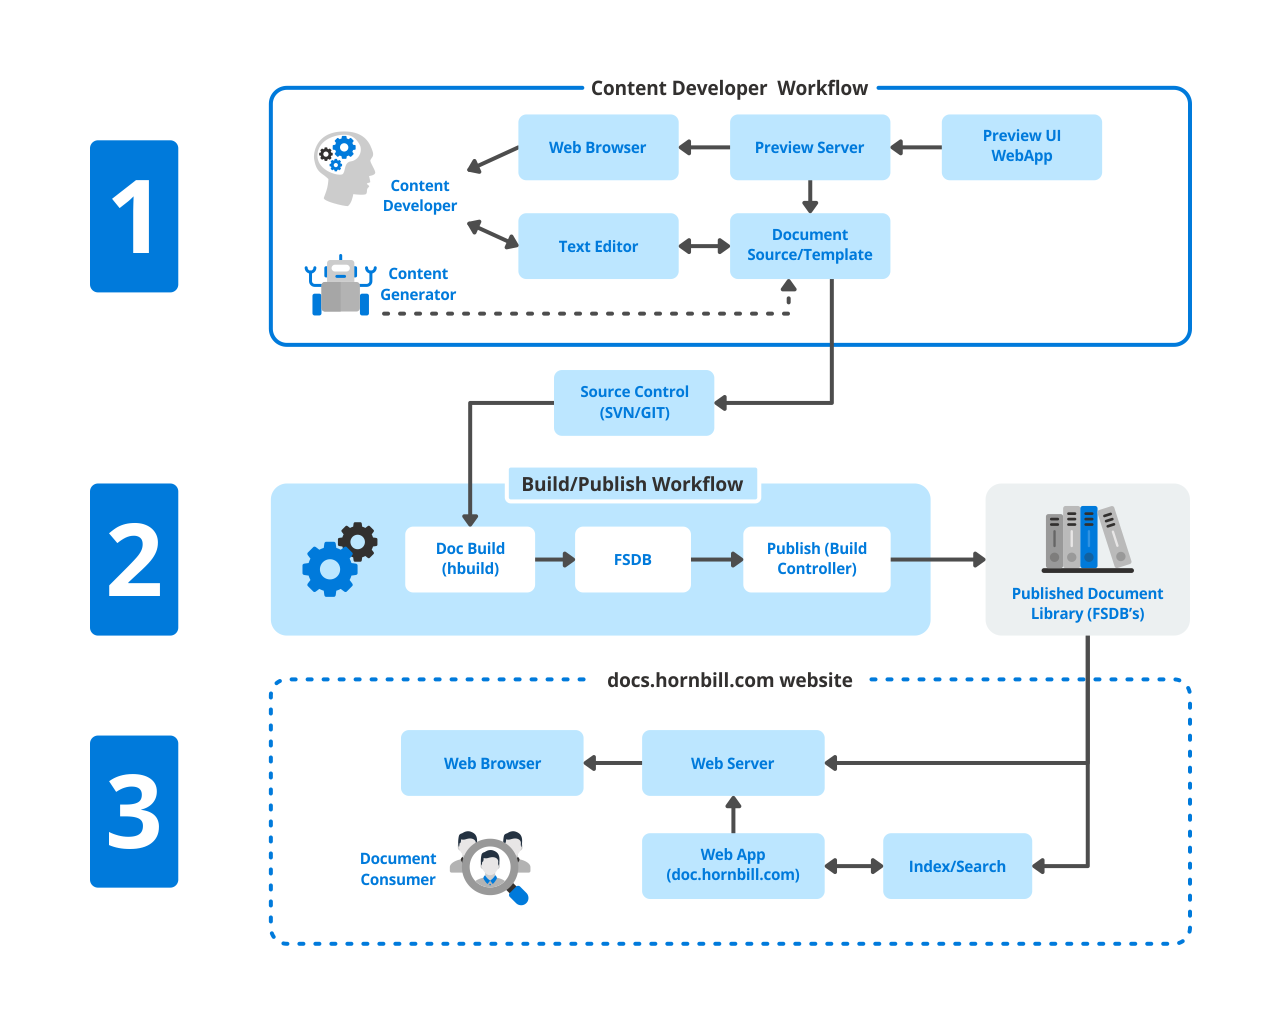 1
Content Developer Workflow
Content
Developer
Web Browser
Preview Server
Preview UI
WebApp
Text Editor
Document
Source/Template
Content
Generator
Source Control
(SVN/GIT)
2
Build/Publish Workflow
Doc Build
(hbuild)
FSDB
Publish (Build
Controller)
Published Document
Library (FSDB's)
3
docs.hornbill.com website
Web Browser
Web Server
Document
Consumer
Web App
(doc.hornbill.com)
Index/Search